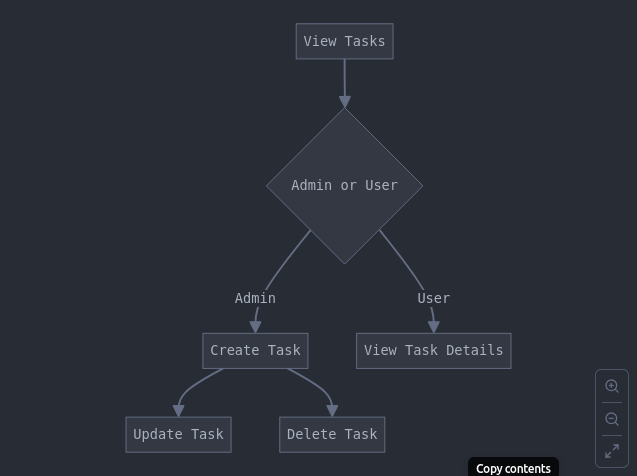 View Tasks
Admin or User
Admin
User
Create Task
View Task Details
Update Task
Delete Task
Copy contents